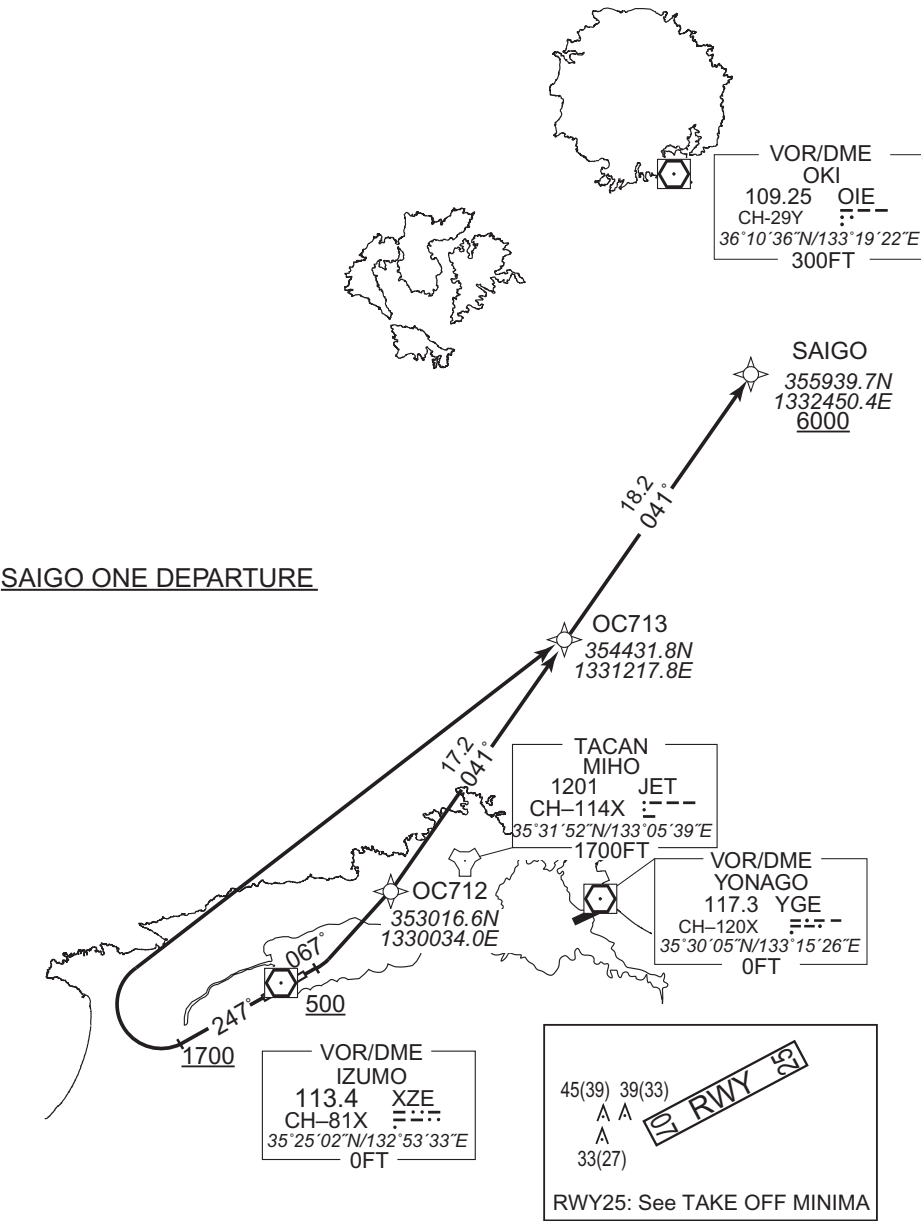 VOR/DME
OKI
109.25 OIE
CH-29Y
36°10′36″N/133°19′22″E
300FT
SAIGO
355939.7N
1332450.4E
6000
18.2
041°
SAIGO ONE DEPARTURE
OC713
354431.8N
1331217.8E
17.2
041°
TACAN
MIHO
1201 JET
CH–114X
35°31′52″N/133°05′39″E
1700FT
VOR/DME
YONAGO
117.3 YGE
CH–120X
35°30′05″N/133°15′26″E
0FT
OC712
353016.6N
1330034.0E
067°
500
247°
1700
VOR/DME
IZUMO
113.4 XZE
CH–81X
35°25′02″N/132°53′33″E
0FT
45(39) 39(33)
33(27)
07 RWY 25
RWY25: See TAKE OFF MINIMA